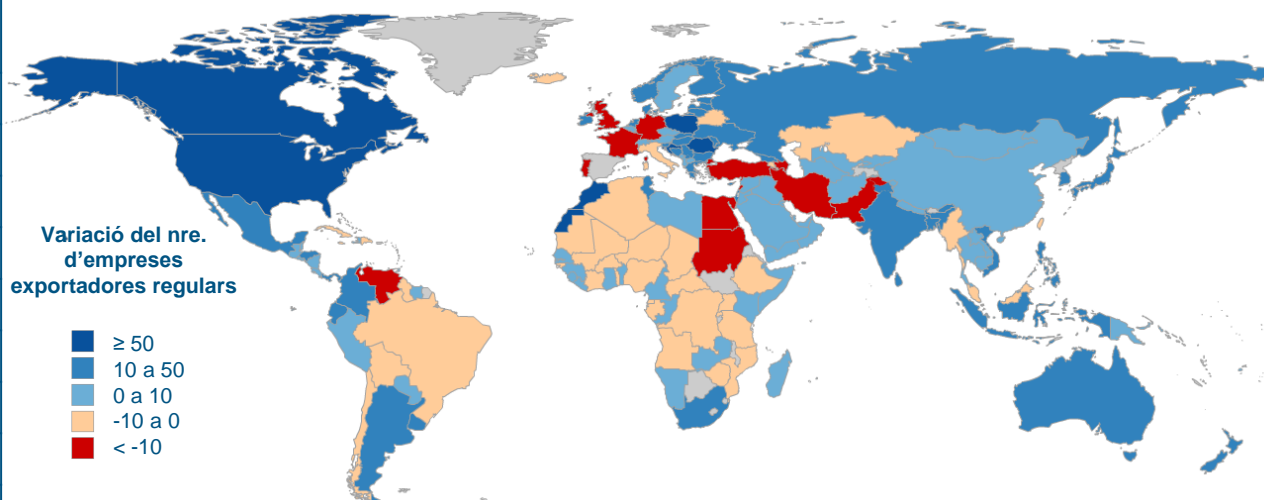 Variació del nre.
d'empreses
exportadores regulars
≥ 50
10 a 50
0 a 10
-10 a 0
< -10